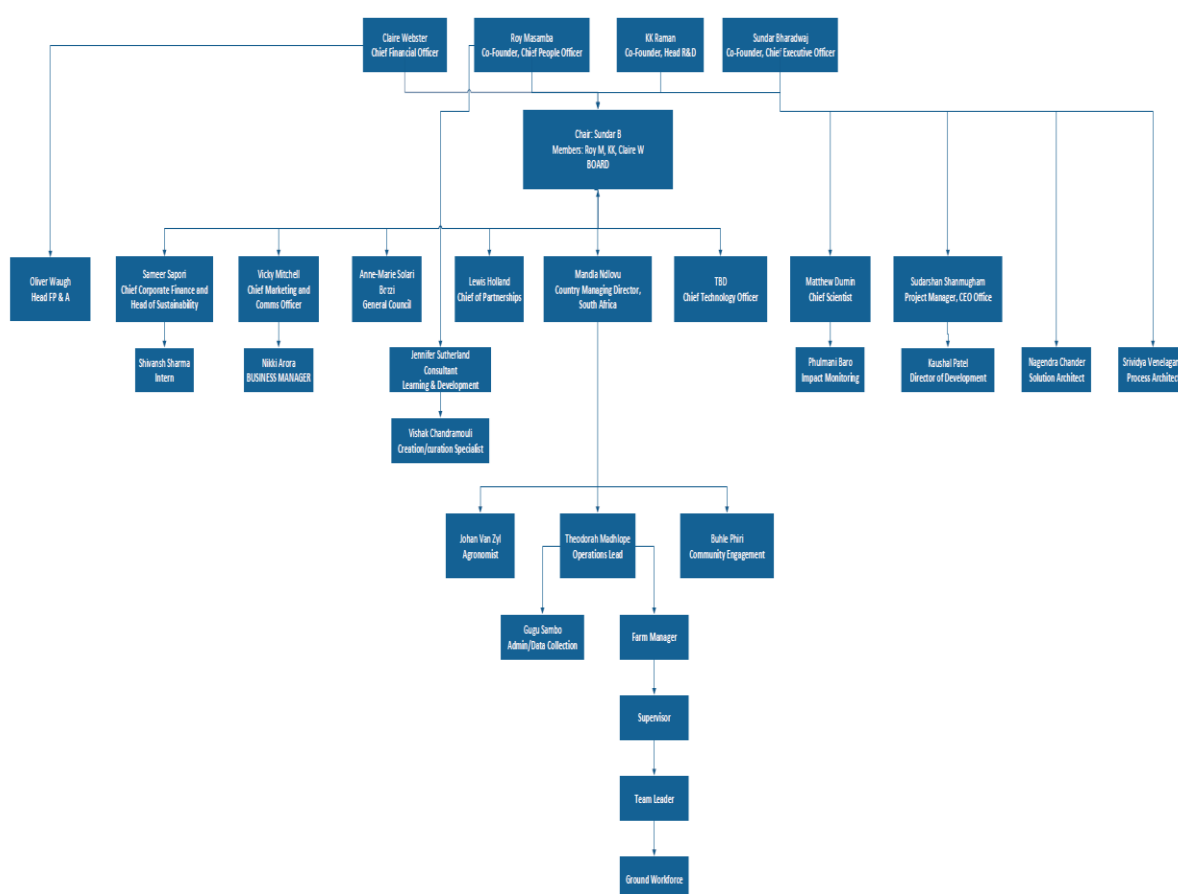 Claire Webster
Chief Financial Officer
Roy Masamba
Co-Founder, Chief People Officer
KK Raman
Co-Founder, Head R&D
Sundar Bharadwaj
Co-Founder, Chief Executive Officer
Chair: Sundar B
Members: Roy M, KK, Claire W
BOARD
Oliver Waugh
Head FP & A
Sameer Sapori
Chief Corporate Finance and
Head of Sustainability
Vicky Mitchell
Chief Marketing and
Comms Officer
Anne-Marie Solari
General Council
Lewis Holland
Chief of Partnerships
Mandla Ndlovu
Country Managing Director,
South Africa
TBD
Chief Technology Officer
Matthew Dumin
Chief Scientist
Sudarshan Shanmugham
Project Manager, CEO Office
Shivansh Sharma
Intern
Nikki Arora
BUSINESS MANAGER
Jennifer Sutherland
Consultant
Learning & Development
Phulmani Baro
Impact Monitoring
Kaushal Patel
Director of Development
Nagendra Chander
Solution Architect
Srividya Venelagan
Process Architect
Vishak Chandramouli
Creation/curation Specialist
Johan Van Zyl
Agronomist
Theodorah Madhlope
Operations Lead
Buhle Phiri
Community Engagement
Gugu Sambo
Admin/Data Collection
Farm Manager
Supervisor
Team Leader
Ground Workforce